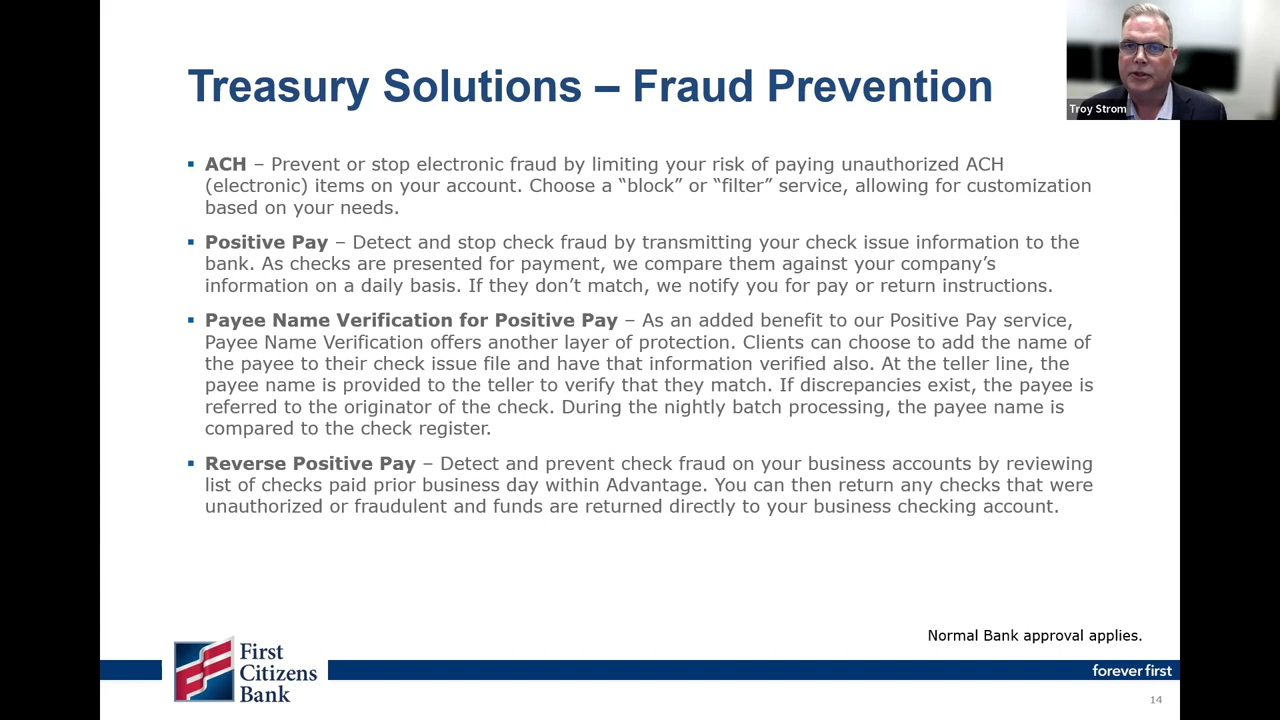 Treasury Solutions – Fraud Prevention
Troy Strom
▪ ACH – Prevent or stop electronic fraud by limiting your risk of paying unauthorized ACH
(electronic) items on your account. Choose a “block” or “filter” service, allowing for customization
based on your needs.
▪ Positive Pay – Detect and stop check fraud by transmitting your check issue information to the
bank. As checks are presented for payment, we compare them against your company’s
information on a daily basis. If they don’t match, we notify you for pay or return instructions.
▪ Payee Name Verification for Positive Pay – As an added benefit to our Positive Pay service,
Payee Name Verification offers another layer of protection. Clients can choose to add the name of
the payee to their check issue file and have that information verified also. At the teller line, the
payee name is provided to the teller to verify that they match. If discrepancies exist, the payee is
referred to the originator of the check. During the nightly batch processing, the payee name is
compared to the check register.
▪ Reverse Positive Pay – Detect and prevent check fraud on your business accounts by reviewing
list of checks paid prior business day within Advantage. You can then return any checks that were
unauthorized or fraudulent and funds are returned directly to your business checking account.
Normal Bank approval applies.
First
Citizens
Bank
forever first
14